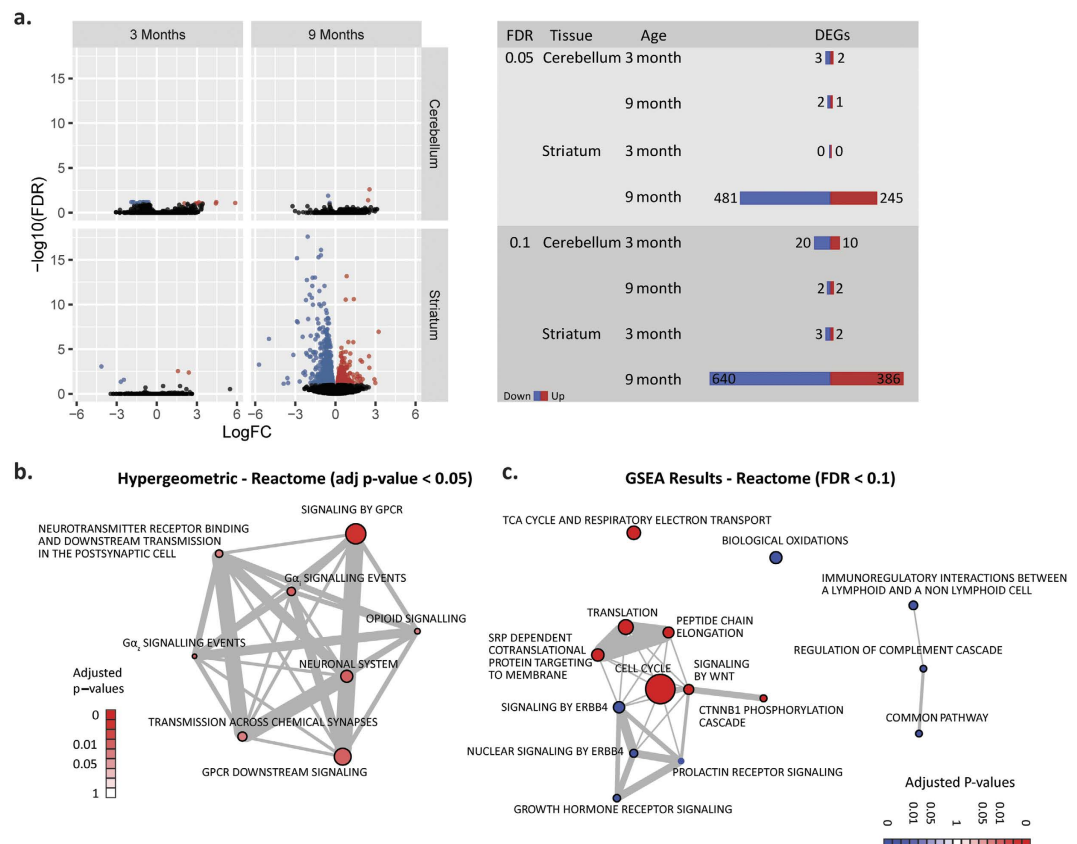 a.
3 Months
9 Months
Cerebellum
Striatum
−log10(FDR)
15
10
5
0
15
10
5
0
−6 −3 0 3 6
−6 −3 0 3 6
LogFC
FDR Tissue Age DEGs
0.05 Cerebellum 3 month 3 2
9 month 2 1
Striatum 3 month 0 0
9 month 481 245
0.1 Cerebellum 3 month 20 10
9 month 2 2
Striatum 3 month 3 2
9 month 640 386
Down Up
b.
Hypergeometric - Reactome (adj p-value < 0.05)
SIGNALING BY GPCR
NEUROTRANSMITTER RECEPTOR BINDING
AND DOWNSTREAM TRANSMISSION
IN THE POSTSYNAPTIC CELL
SIGNALLING EVENTS
OPIOID SIGNALLING
SIGNALLING EVENTS
NEURONAL SYSTEM
TRANSMISSION ACROSS CHEMICAL SYNAPSES
GPCR DOWNSTREAM SIGNALING
Adjusted
p−values
0
0.01
0.05
1
c.
GSEA Results - Reactome (FDR < 0.1)
TCA CYCLE AND RESPIRATORY ELECTRON TRANSPORT
BIOLOGICAL OXIDATIONS
IMMUNOREGULATORY INTERACTIONS BETWEEN
A LYMPHOID AND A NON LYMPHOID CELL
TRANSLATION
PEPTIDE CHAIN
ELONGATION
SRP DEPENDENT
COTRANSLATIONAL
PROTEIN TARGETING
TO MEMBRANE
CELL CYCLE
SIGNALING
BY WNT
REGULATION OF COMPLEMENT CASCADE
SIGNALING BY ERBB4
CTNNB1 PHOSPHORYLATION
CASCADE
COMMON PATHWAY
NUCLEAR SIGNALING BY ERBB4
PROLACTIN RECEPTOR SIGNALING
GROWTH HORMONE RECEPTOR SIGNALING
Adjusted P-values
0 0.01 0.05 1 0.05 0.01 0